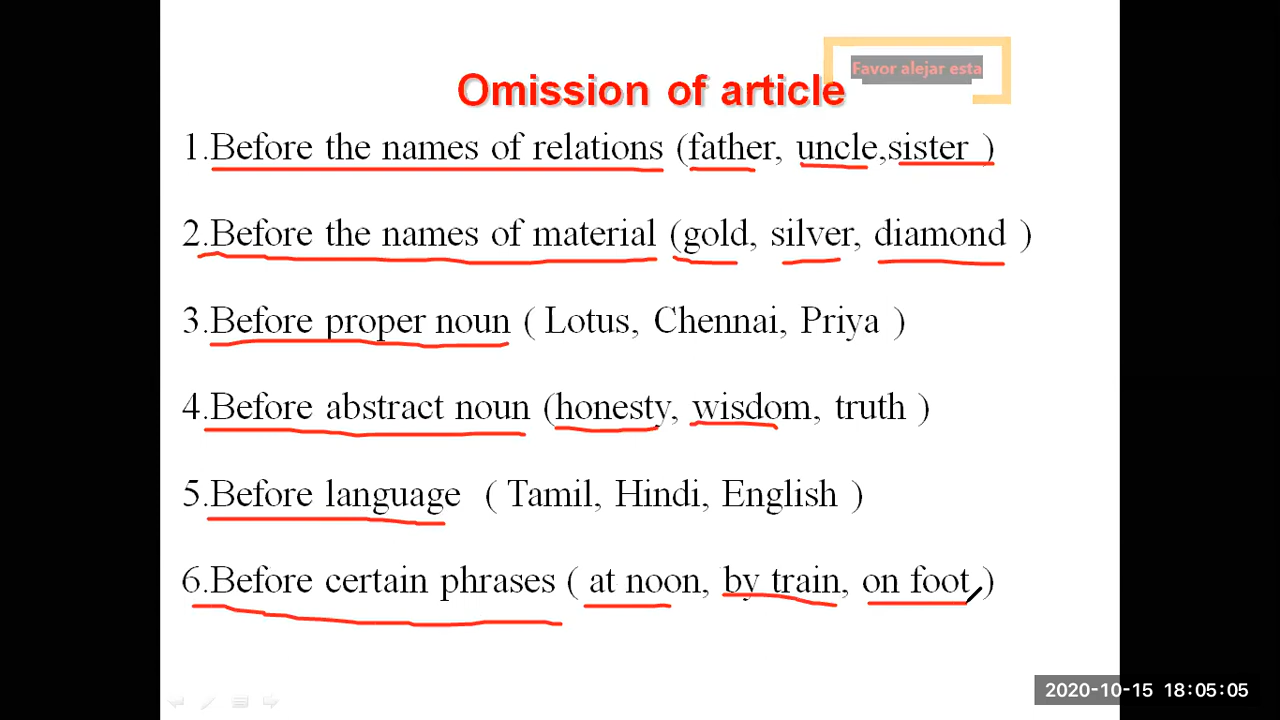 Favor alejar esta
Omission of article
1.Before the names of relations (father, uncle,sister )
2.Before the names of material (gold, silver, diamond )
3.Before proper noun ( Lotus, Chennai, Priya )
4.Before abstract noun (honesty, wisdom, truth )
5.Before language ( Tamil, Hindi, English )
6.Before certain phrases ( at noon, by train, on foot )
2020-10-15 18:05:05